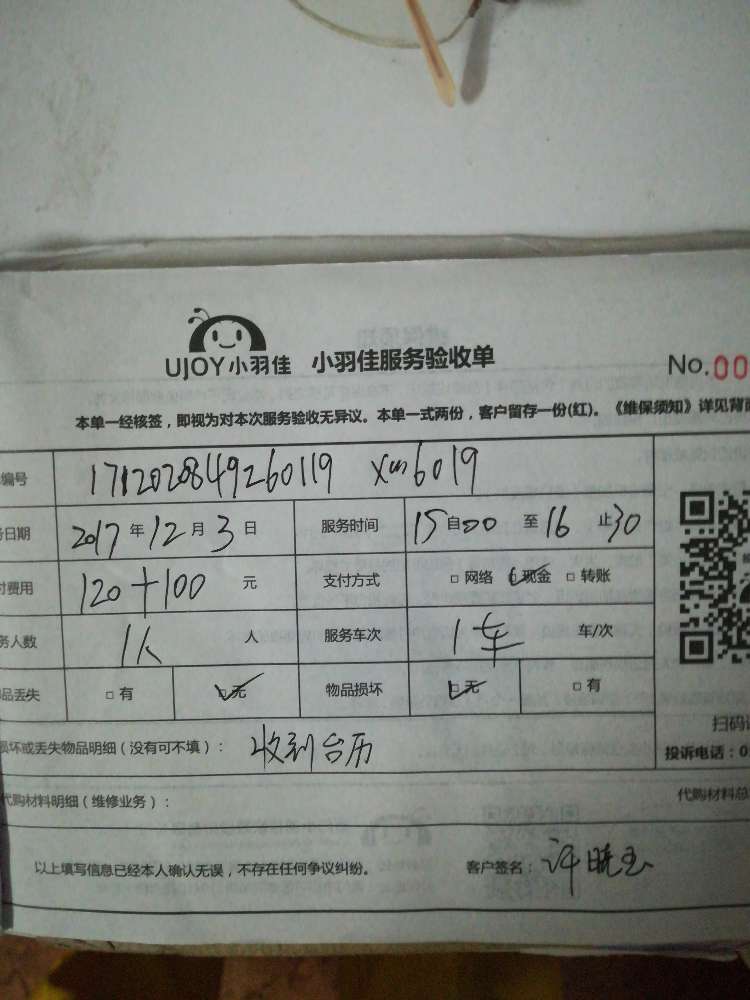 UJOY小羽佳 小羽佳服务验收单 No.00
本单一经核签，即视为对本次服务验收无异议。本单一式两份，客户留存一份(红)。《维保须知》详见背
编号 1712020849260119 xm6019
日期 2017年12月3日 服务时间 15自00至16止30
费用 120+100 元 支付方式 □网络 ☑现金 □转账
务人数 1人 人 服务车次 1车 车/次
品丢失 □有 ☑无 物品损坏 ☑无 □有
损坏或丢失物品明细（没有可不填）： 收到台历
扫码
投诉电话：0
代购材料明细（维修业务）： 代购材料总
以上填写信息已经本人确认无误，不存在任何争议纠纷。 客户签名：许晓玉